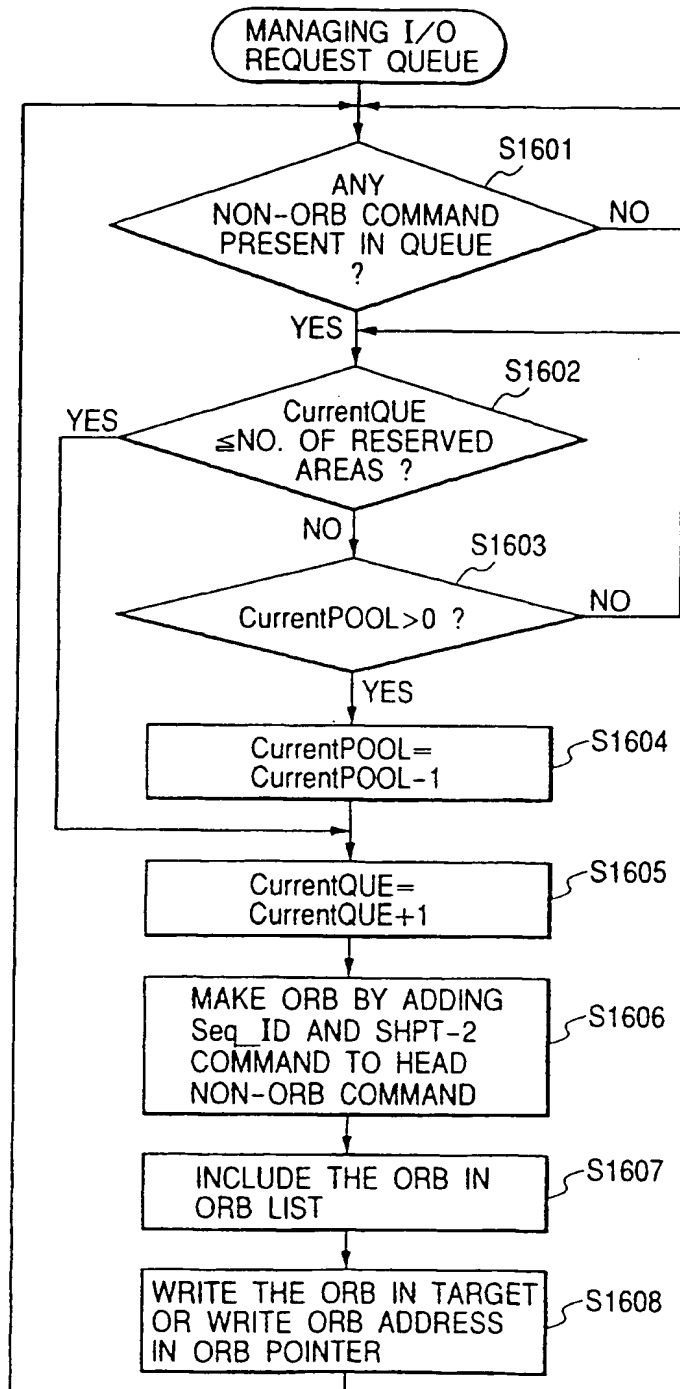 MANAGING I/O
REQUEST QUEUE
S1601
ANY
NON-ORB COMMAND
PRESENT IN QUEUE
?
NO
YES
S1602
YES
CurrentQUE
≦NO. OF RESERVED
AREAS ?
NO
S1603
CurrentPOOL>0 ?
NO
YES
CurrentPOOL=
CurrentPOOL-1
S1604
CurrentQUE=
CurrentQUE+1
S1605
MAKE ORB BY ADDING
Seq_ID AND SHPT-2
COMMAND TO HEAD
NON-ORB COMMAND
S1606
INCLUDE THE ORB IN
ORB LIST
S1607
WRITE THE ORB IN TARGET
OR WRITE ORB ADDRESS
IN ORB POINTER
S1608